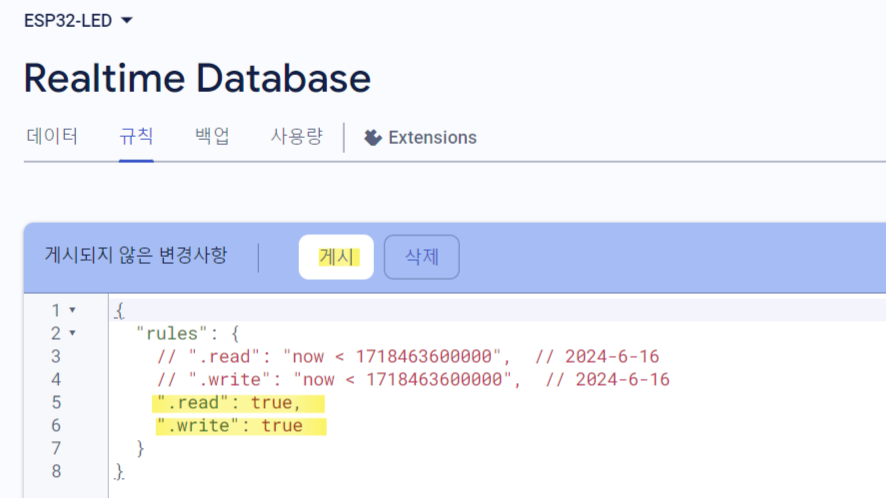 ESP32-LED
Realtime Database
데이터 규칙 백업 사용량 Extensions
게시되지 않은 변경사항 게시 삭제
1 {
2 "rules": {
3 // ".read": "now < 1718463600000", // 2024-6-16
4 // ".write": "now < 1718463600000", // 2024-6-16
5 ".read": true,
6 ".write": true
7 }
8 }